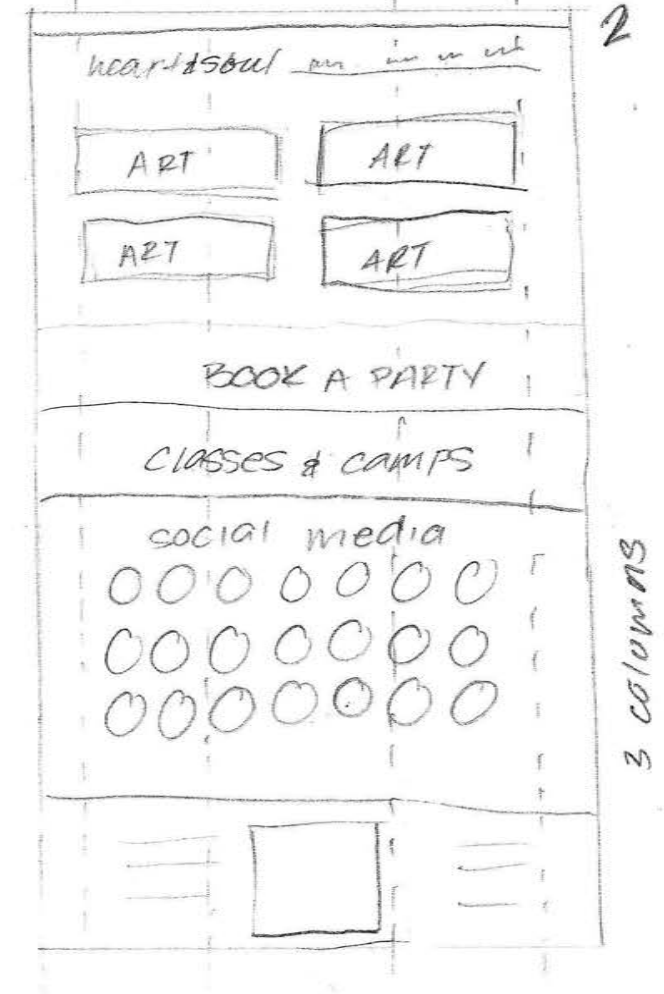 2
heart&soul
ART ART
ART ART
BOOK A PARTY
classes & camps
social media
3 columns